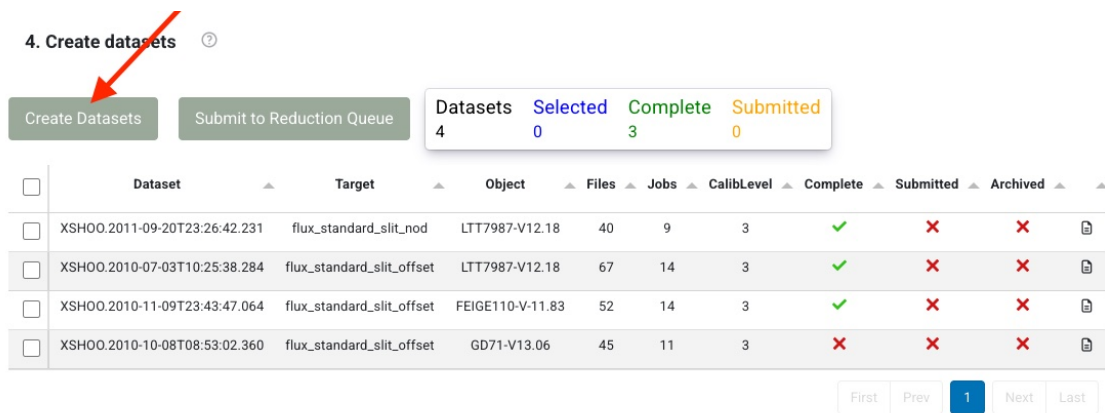 4. Create datasets ?
Create Datasets Submit to Reduction Queue Datasets Selected Complete Submitted
4 0 3 0
Dataset Target Object Files Jobs CalibLevel Complete Submitted Archived
XSHOO.2011-09-20T23:26:42.231 flux_standard_slit_nod LTT7987-V12.18 40 9 3
XSHOO.2010-07-03T10:25:38.284 flux_standard_slit_offset LTT7987-V12.18 67 14 3
XSHOO.2010-11-09T23:43:47.064 flux_standard_slit_offset FEIGE110-V-11.83 52 14 3
XSHOO.2010-10-08T08:53:02.360 flux_standard_slit_offset GD71-V13.06 45 11 3
First Prev 1 Next Last